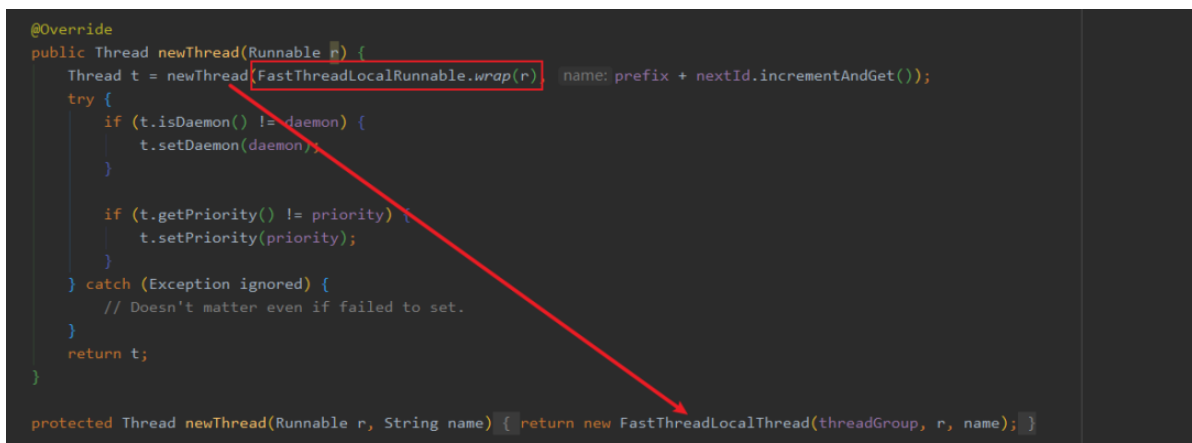 @Override
public Thread newThread(Runnable r) {
Thread t = newThread(FastThreadLocalRunnable.wrap(r), name: prefix + nextId.incrementAndGet());
try {
if (t.isDaemon() != daemon) {
t.setDaemon(daemon);
}
if (t.getPriority() != priority) {
t.setPriority(priority);
}
} catch (Exception ignored) {
// Doesn't matter even if failed to set.
}
return t;
}
protected Thread newThread(Runnable r, String name) { return new FastThreadLocalThread(threadGroup, r, name); }